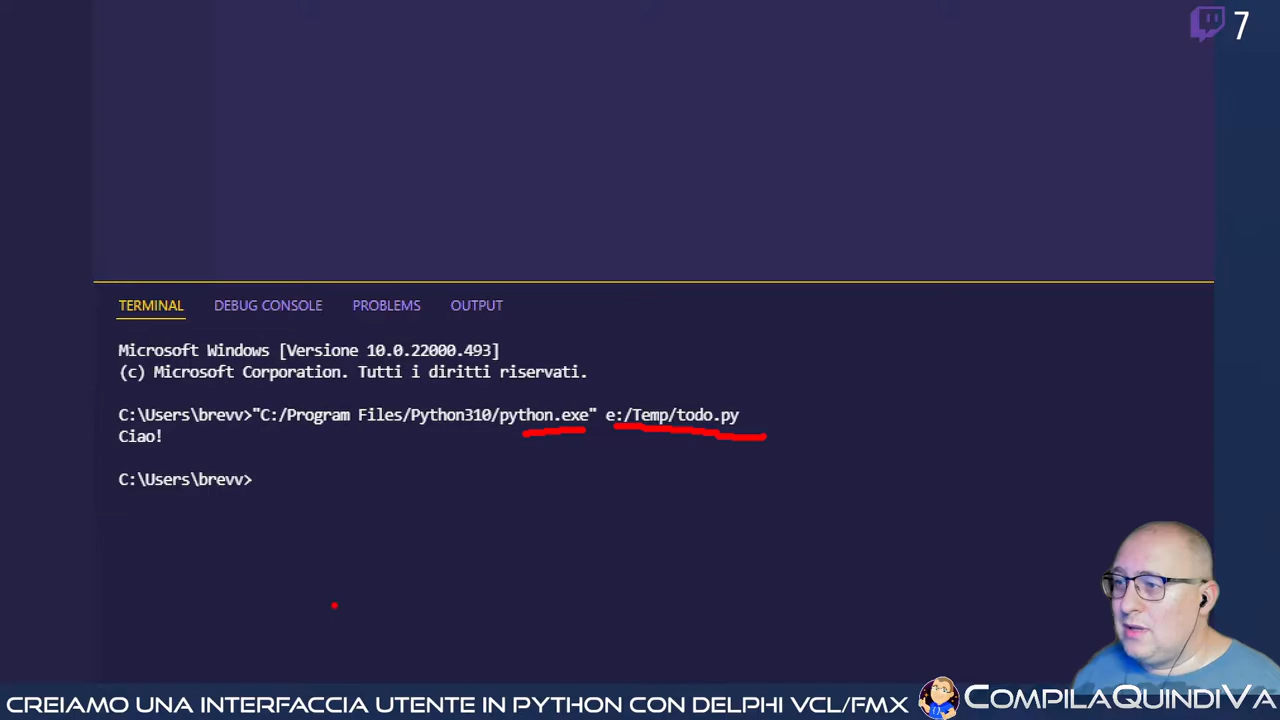 7
TERMINAL DEBUG CONSOLE PROBLEMS OUTPUT
Microsoft Windows [Versione 10.0.22000.493]
(c) Microsoft Corporation. Tutti i diritti riservati.
C:\Users\brevv>"C:/Program Files/Python310/python.exe" e:/Temp/todo.py
Ciao!
C:\Users\brevv>
CREIAMO UNA INTERFACCIA UTENTE IN PYTHON CON DELPHI VCL/FMX
COMPILAQUINDIVA